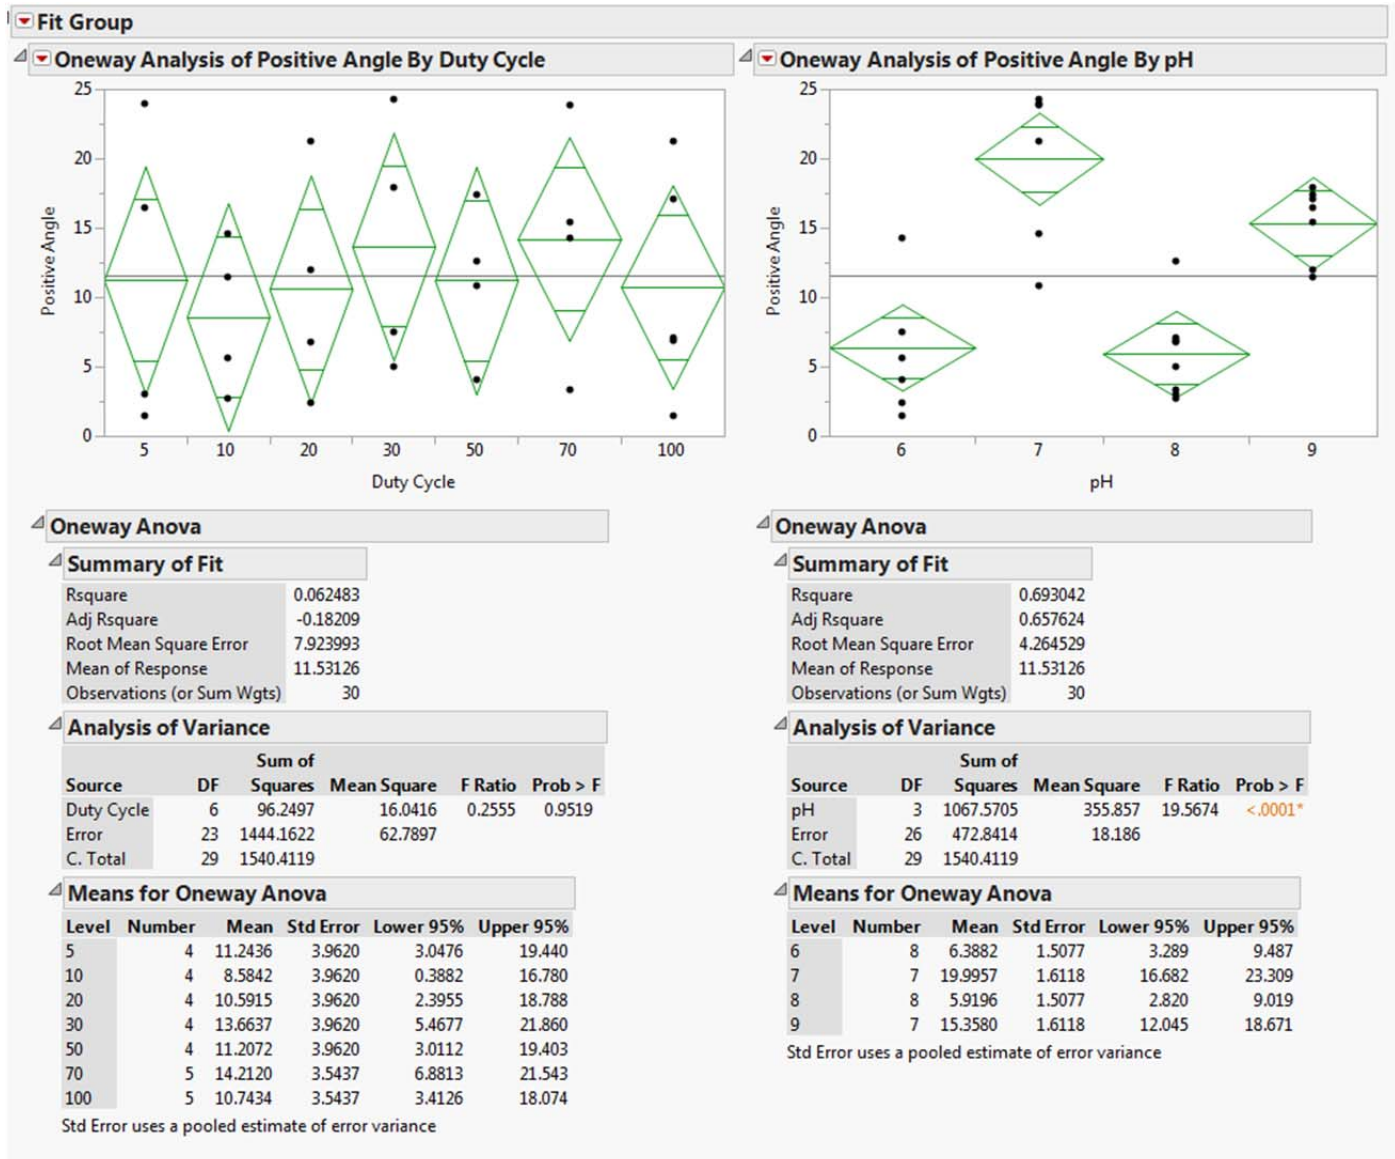 Fit Group
Oneway Analysis of Positive Angle By Duty Cycle
25
20
15
10
5
0
Positive Angle
5 10 20 30 50 70 100
Duty Cycle
Oneway Anova
Summary of Fit
Rsquare 0.062483
Adj Rsquare -0.18209
Root Mean Square Error 7.923993
Mean of Response 11.53126
Observations (or Sum Wgts) 30
Analysis of Variance
Sum of
Source DF Squares Mean Square F Ratio Prob > F
Duty Cycle 6 96.2497 16.0416 0.2555 0.9519
Error 23 1444.1622 62.7897
C. Total 29 1540.4119
Means for Oneway Anova
Level Number Mean Std Error Lower 95% Upper 95%
5 4 11.2436 3.9620 3.0476 19.440
10 4 8.5842 3.9620 0.3882 16.780
20 4 10.5915 3.9620 2.3955 18.788
30 4 13.6637 3.9620 5.4677 21.860
50 4 11.2072 3.9620 3.0112 19.403
70 5 14.2120 3.5437 6.8813 21.543
100 5 10.7434 3.5437 3.4126 18.074
Std Error uses a pooled estimate of error variance
Oneway Analysis of Positive Angle By pH
25
20
15
10
5
0
Positive Angle
6 7 8 9
pH
Oneway Anova
Summary of Fit
Rsquare 0.693042
Adj Rsquare 0.657624
Root Mean Square Error 4.264529
Mean of Response 11.53126
Observations (or Sum Wgts) 30
Analysis of Variance
Sum of
Source DF Squares Mean Square F Ratio Prob > F
pH 3 1067.5705 355.857 19.5674 <.0001*
Error 26 472.8414 18.186
C. Total 29 1540.4119
Means for Oneway Anova
Level Number Mean Std Error Lower 95% Upper 95%
6 8 6.3882 1.5077 3.289 9.487
7 7 19.9957 1.6118 16.682 23.309
8 8 5.9196 1.5077 2.820 9.019
9 7 15.3580 1.6118 12.045 18.671
Std Error uses a pooled estimate of error variance